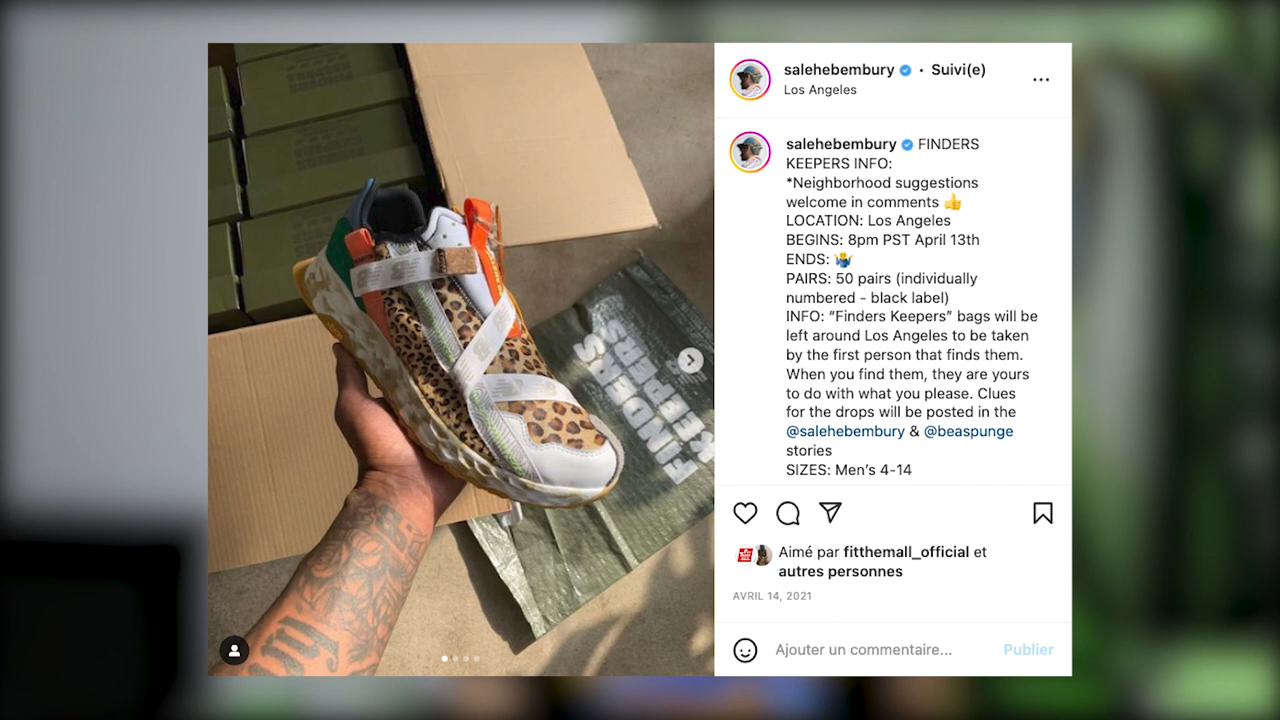 salehebembury • Suivi(e)
Los Angeles
salehebembury FINDERS
KEEPERS INFO:
*Neighborhood suggestions
welcome in comments 👍
LOCATION: Los Angeles
BEGINS: 8pm PST April 13th
ENDS: 🤷‍♂️
PAIRS: 50 pairs (individually
numbered - black label)
INFO: “Finders Keepers” bags will be
left around Los Angeles to be taken
by the first person that finds them.
When you find them, they are yours
to do with what you please. Clues
for the drops will be posted in the
@salehebembury & @beaspunge
stories
SIZES: Men’s 4-14
Aimé par fitthemall_official et
autres personnes
AVRIL 14, 2021
Ajouter un commentaire... Publier
FINDERS
KEEPERS